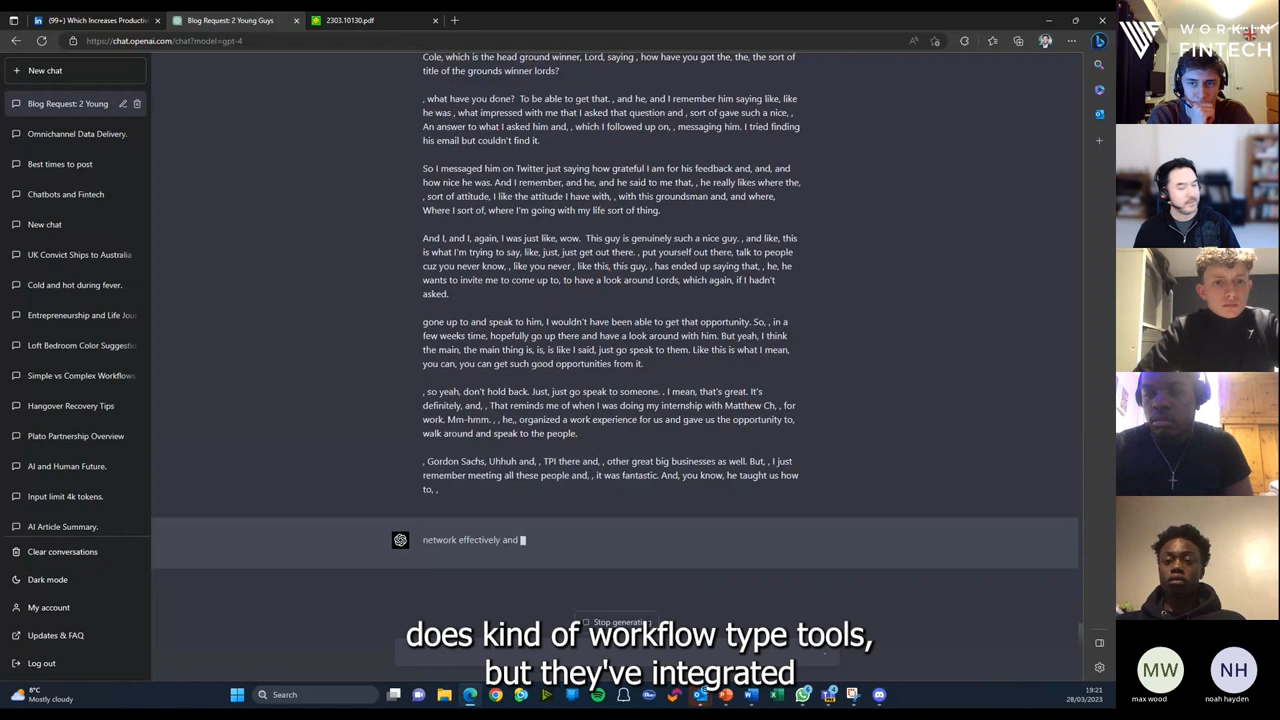 (99+) Which Increases Productiv
Blog Request: 2 Young Guys
2303.10130.pdf
https://chat.openai.com/chat?model=gpt-4
WORK IN
FINTECH
New chat
Blog Request: 2 Young
Omnichannel Data Delivery.
Best times to post
Chatbots and Fintech
New chat
UK Convict Ships to Australia
Cold and hot during fever.
Entrepreneurship and Life Jou
Loft Bedroom Color Suggestio
Simple vs Complex Workflows.
Hangover Recovery Tips
Plato Partnership Overview
AI and Human Future.
Input limit 4k tokens.
AI Article Summary.
Clear conversations
Dark mode
My account
Updates & FAQ
Log out
Cole, which is the head ground winner, Lord, saying , how have you got the, the, the sort of
title of the grounds winner lords?
, what have you done?  To be able to get that. , and he, and I remember him saying like, like
he was , what impressed with me that I asked that question and , sort of gave such a nice, ,
An answer to what I asked him and, , which I followed up on, , messaging him. I tried finding
his email but couldn't find it.
So I messaged him on Twitter just saying how grateful I am for his feedback and, and, and
how nice he was. And I remember, and he, and he said to me that, , he really likes where the,
, sort of attitude, I like the attitude I have with, , with this groundsman and, and where,
Where I sort of, where I'm going with my life sort of thing.
And I, and I, again, I was just like, wow.  This guy is genuinely such a nice guy. , and like, this
is what I'm trying to say, like, just, just get out there. , put yourself out there, talk to people
cuz you never know, , like you never , like this, this guy, , has ended up saying that, , he, he
wants to invite me to come up to, to have a look around Lords, which again, if I hadn't
asked.
gone up to and speak to him, I wouldn't have been able to get that opportunity. So, , in a
few weeks time, hopefully go up there and have a look around with him. But yeah, I think
the main, the main thing is, is, is like I said, just go speak to them. Like this is what I mean,
you can, you can get such good opportunities from it.
, so yeah, don't hold back. Just, just go speak to someone. . I mean, that's great. It's
definitely, and, , That reminds me of when I was doing my internship with Matthew Ch, , for
work. Mm-hmm. , , he,, organized a work experience for us and gave us the opportunity to,
walk around and speak to the people.
, Gordon Sachs, Uhhuh and, , TPI there and, , other great big businesses as well. But, , I just
remember meeting all these people and, , it was fantastic. And, you know, he taught us how
to, ,
network effectively and
Stop generating
does kind of workflow type tools,
but they've integrated
MW
max wood
NH
noah hayden
8°C
Mostly cloudy
Search
19:21
28/03/2023